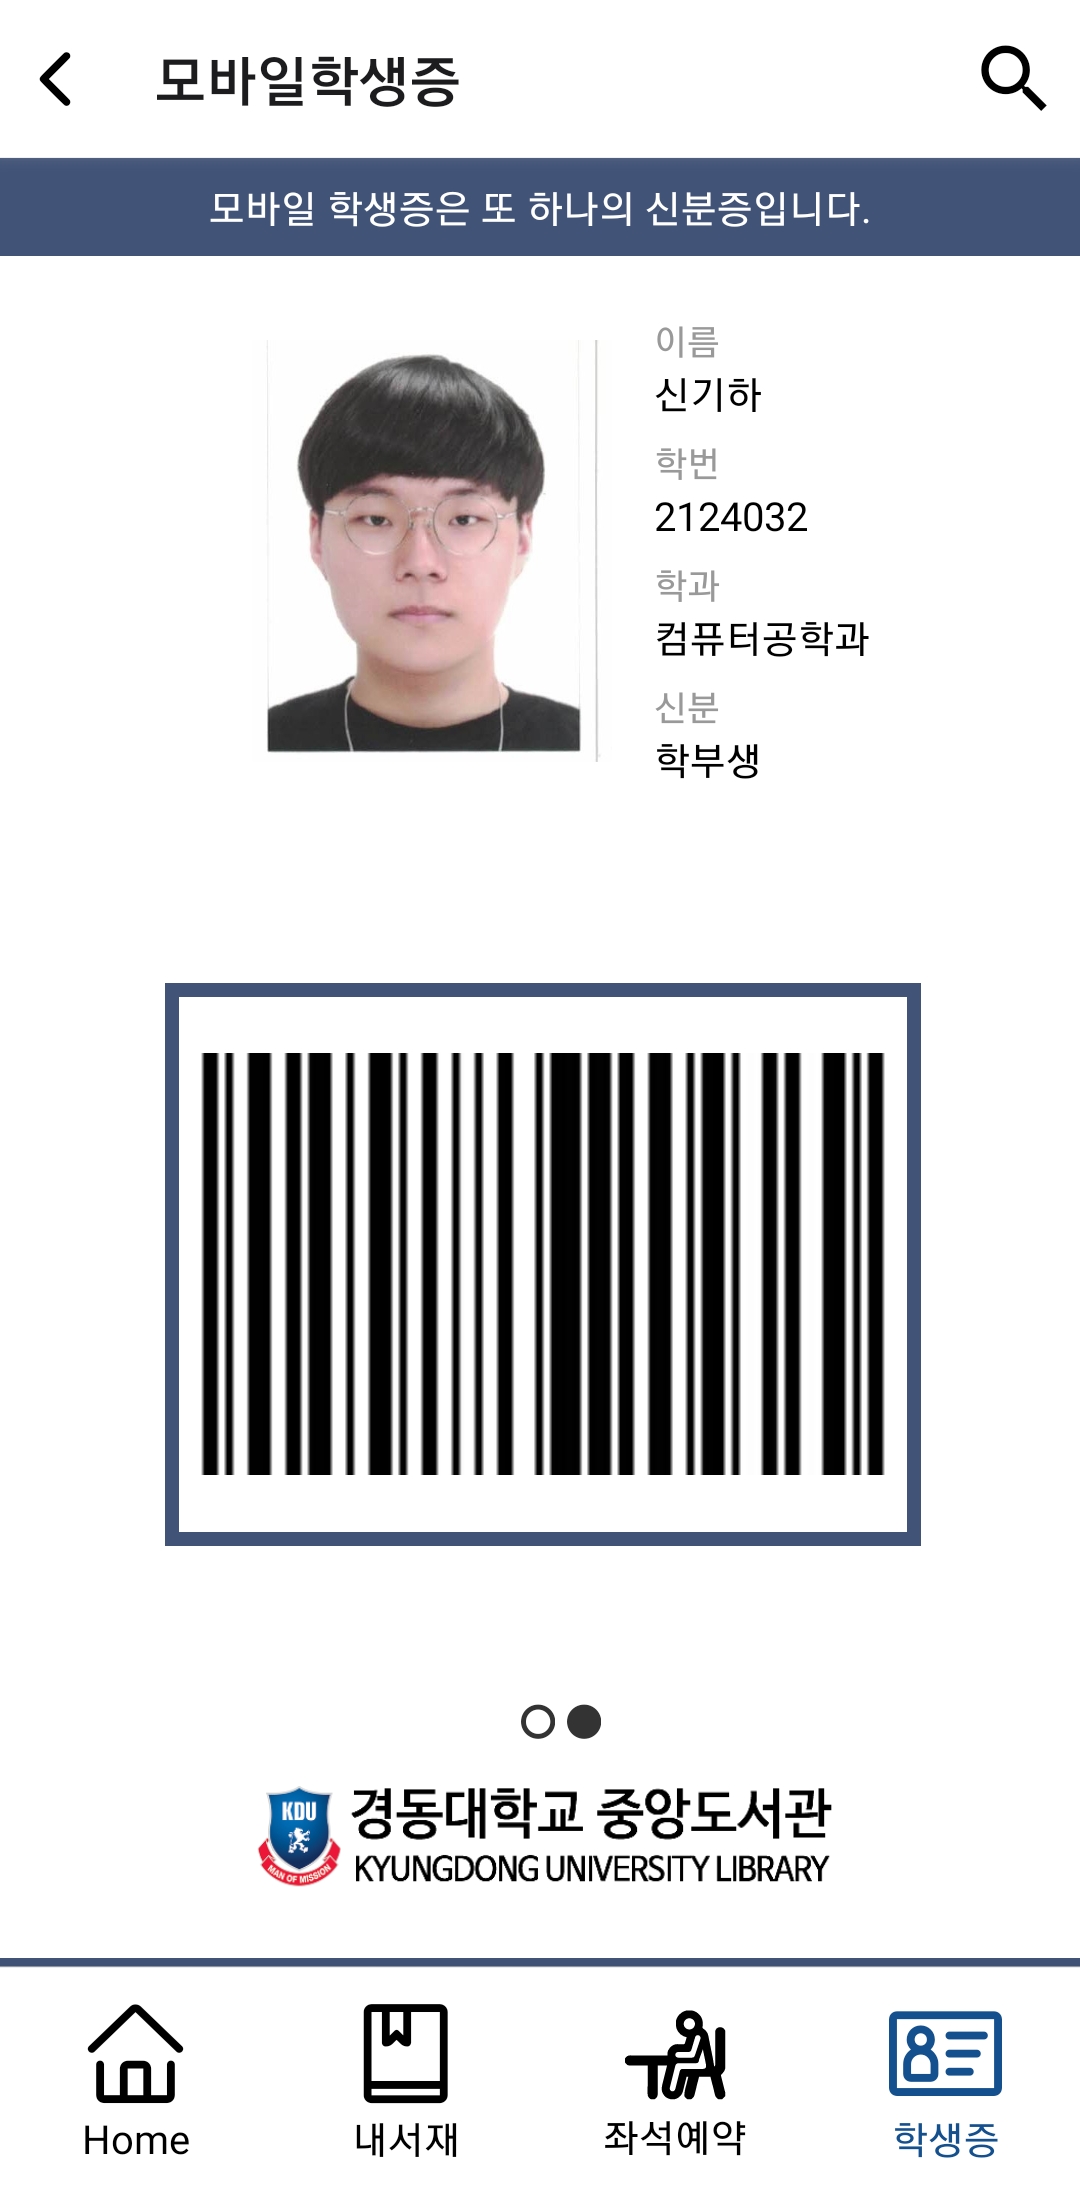 모바일학생증
모바일 학생증은 또 하나의 신분증입니다.
이름
신기하
학번
2124032
학과
컴퓨터공학과
신분
학부생
KDU
MAN OF MISSION
경동대학교 중앙도서관
KYUNGDONG UNIVERSITY LIBRARY
Home
내서재
좌석예약
학생증